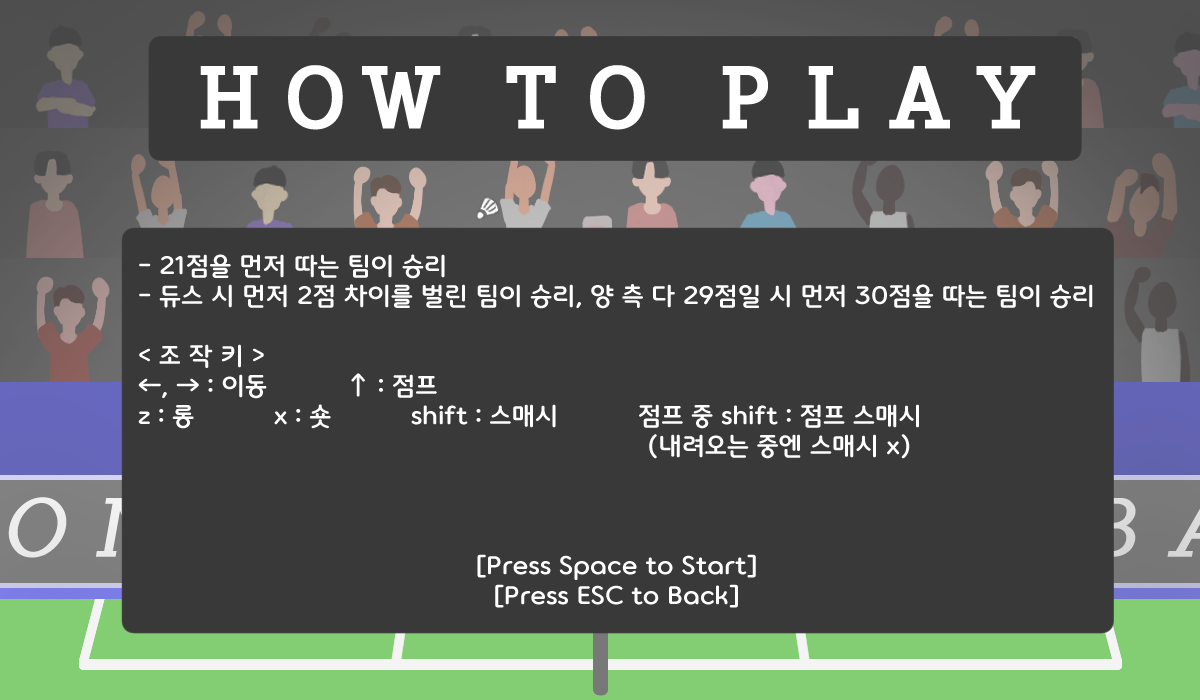 HOW TO PLAY
- 21점을 먼저 따는 팀이 승리
- 듀스 시 먼저 2점 차이를 벌린 팀이 승리, 양 측 다 29점일 시 먼저 30점을 따는 팀이 승리
< 조 작 키 >
←, → : 이동 ↑ : 점프
z : 롱 x : 숏 shift : 스매시 점프 중 shift : 점프 스매시
(내려오는 중엔 스매시 x)
[Press Space to Start]
[Press ESC to Back]